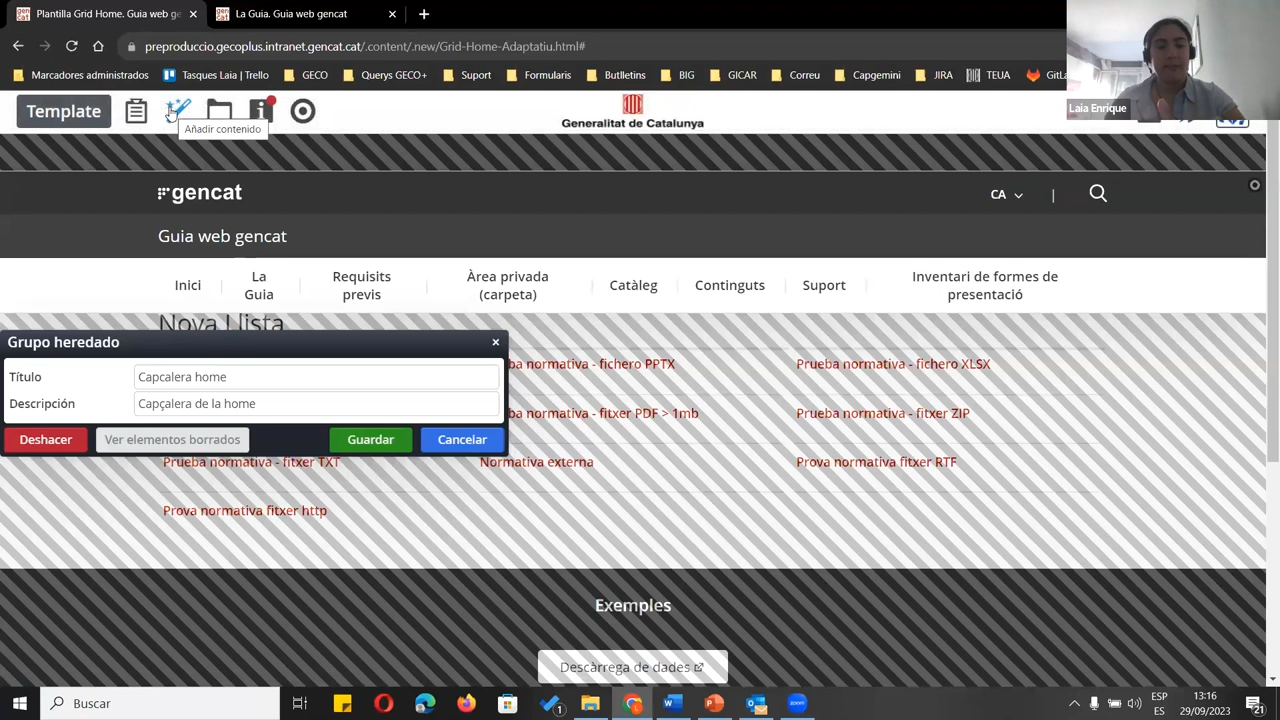 Plantilla Grid Home. Guia web ge
La Guia. Guia web gencat
preproduccio.gecoplus.intranet.gencat.cat/.content/.new/Grid-Home-Adaptatiu.html#
Marcadores administrados
Tasques Laia | Trello
GECO
Querys GECO+
Suport
Formularis
Butlletins
BIG
GICAR
Correu
Capgemini
JIRA
TEUA
GitLa
Laia Enrique
Template
Añadir contenido
Generalitat de Catalunya
gencat
CA
Guia web gencat
Inici
La Guia
Requisits previs
Àrea privada (carpeta)
Catàleg
Continguts
Suport
Inventari de formes de presentació
Nova Llista
Grupo heredado
Título
Capcalera home
Descripción
Capçalera de la home
Deshacer
Ver elementos borrados
Guardar
Cancelar
ba normativa - fichero PPTX
Prueba normativa - fichero XLSX
ba normativa - fitxer PDF > 1mb
Prueba normativa - fitxer ZIP
Prueba normativa - fitxer TXT
Normativa externa
Prova normativa fitxer RTF
Prova normativa fitxer http
Exemples
Descàrrega de dades
Buscar
ESP
ES
13:16
29/09/2023
21